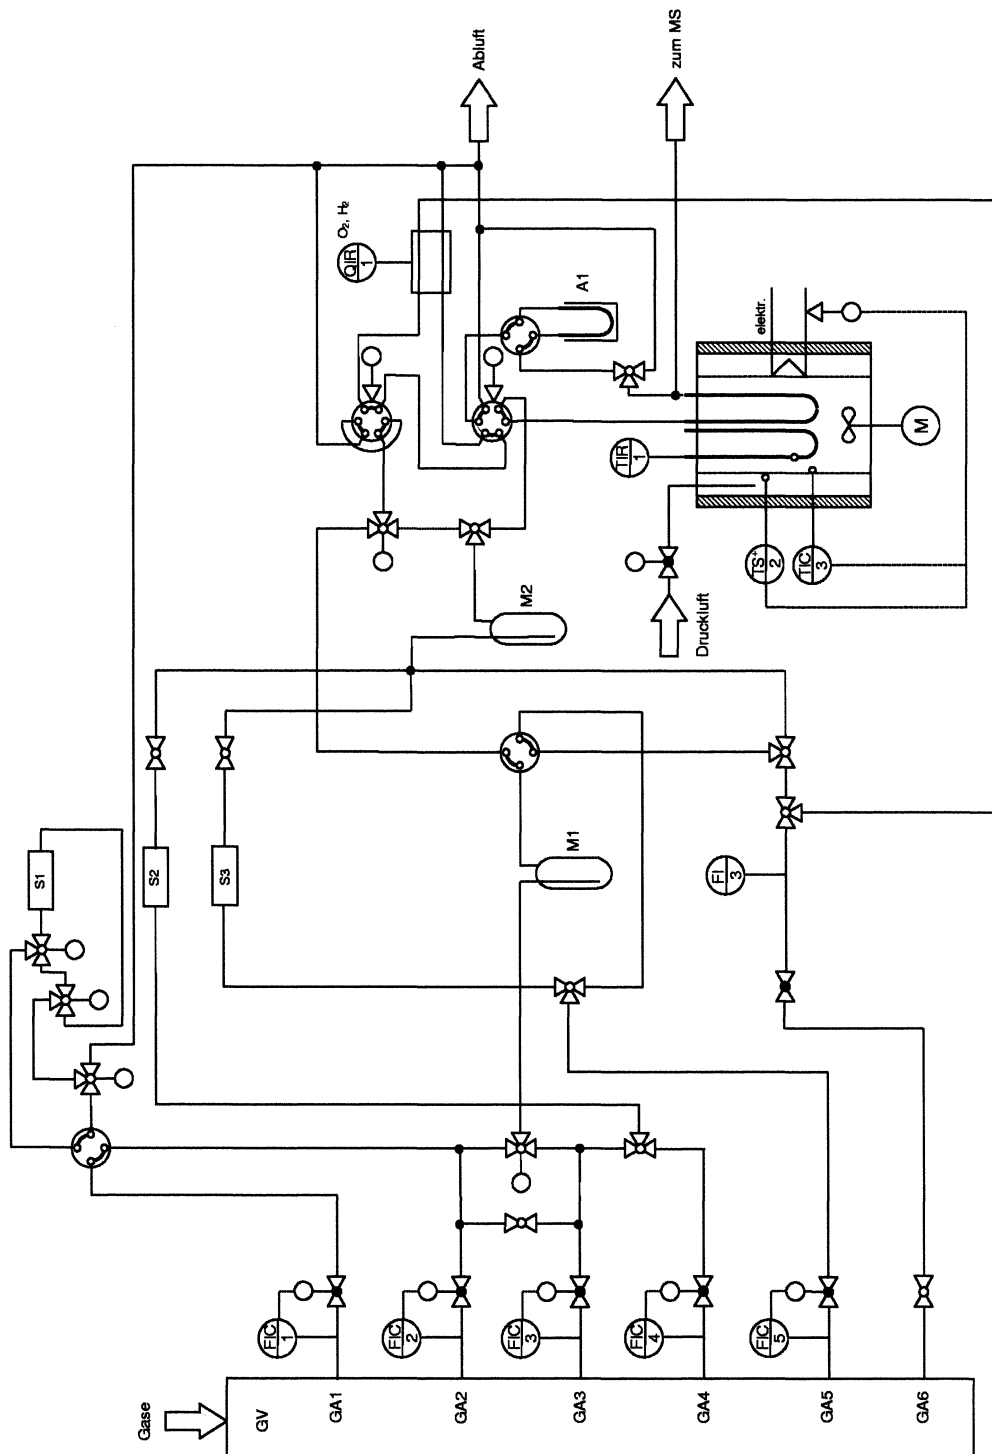 Gase
GV
GA1
GA2
GA3
GA4
GA5
GA6
FIC
1
FIC
2
FIC
3
FIC
4
FIC
5
S1
S2
S3
M1
FI
3
M2
Druckluft
TS+
2
TIC
3
TIR
1
M
elektr.
A1
QIR
1
O₂, H₂
Abluft
zum MS